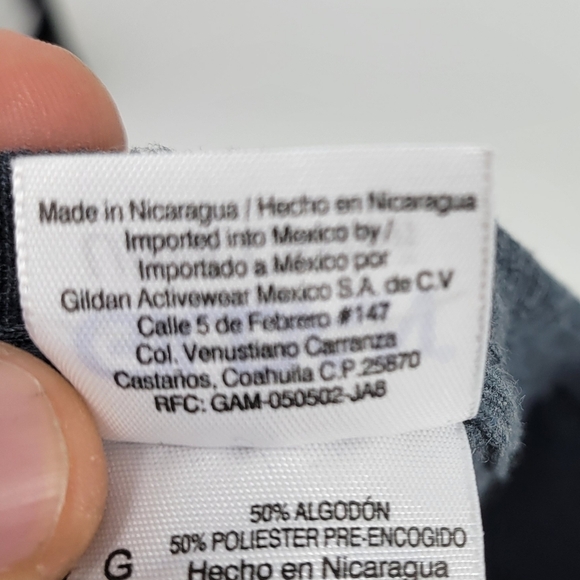 Made in Nicaragua / Hecho en Nicaragua
Imported into Mexico by /
Importado a México por
Gildan Activewear Mexico S.A. de C.V
Calle 5 de Febrero #147
Col. Venustiano Carranza
Castaños, Coahuila C.P.25870
RFC: GAM-050502-JA6
50% ALGODÓN
50% POLIESTER PRE-ENCOGIDO
G Hecho en Nicaragua